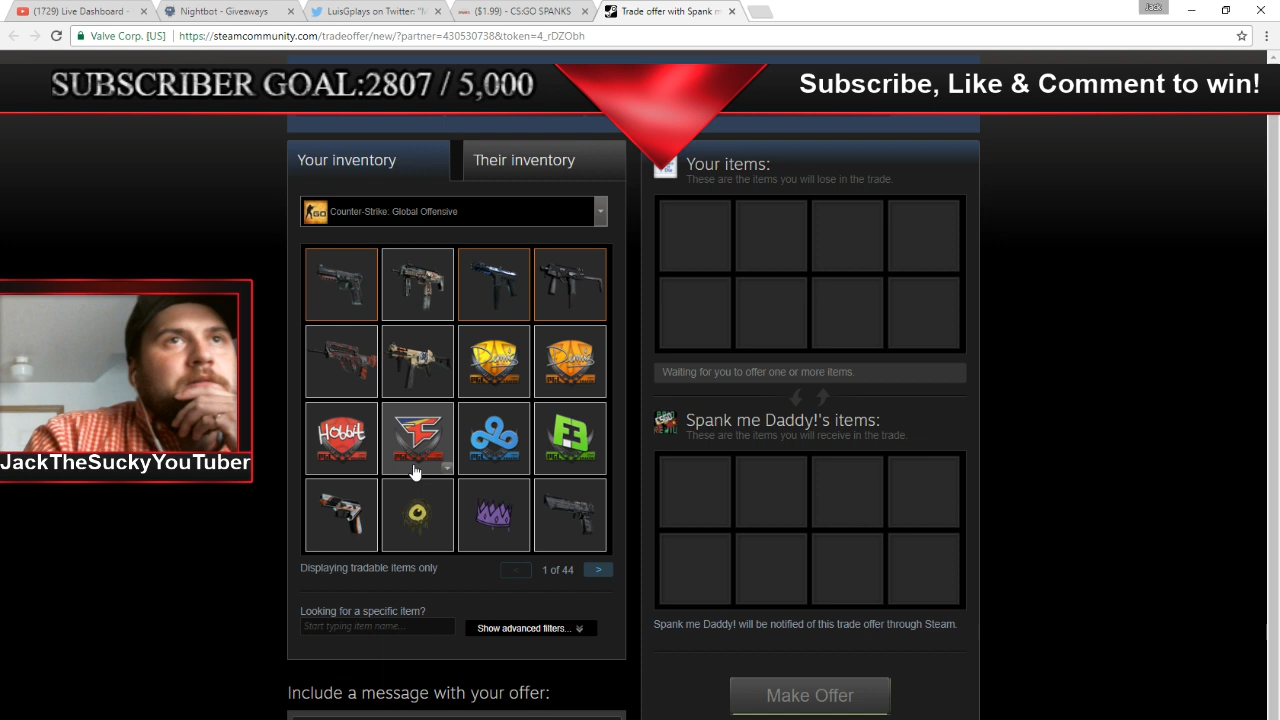 (1729) Live Dashboard -
Nightbot - Giveaways
LuisGplays on Twitter: "
($1.99) - CS:GO SPANKS
Trade offer with Spank m
Jack
Valve Corp. [US]
https://steamcommunity.com/tradeoffer/new/?partner=430530738&token=4_rDZObh
SUBSCRIBER GOAL:2807 / 5,000
Subscribe, Like & Comment to win!
Your inventory
Their inventory
Your items:
These are the items you will lose in the trade.
Counter-Strike: Global Offensive
Waiting for you to offer one or more items.
Spank me Daddy!'s items:
These are the items you will receive in the trade.
HOBBIT
JackTheSuckyYouTuber
Displaying tradable items only
<
1 of 44
>
Looking for a specific item?
Start typing item name...
Show advanced filters...
Spank me Daddy! will be notified of this trade offer through Steam.
Include a message with your offer:
Make Offer